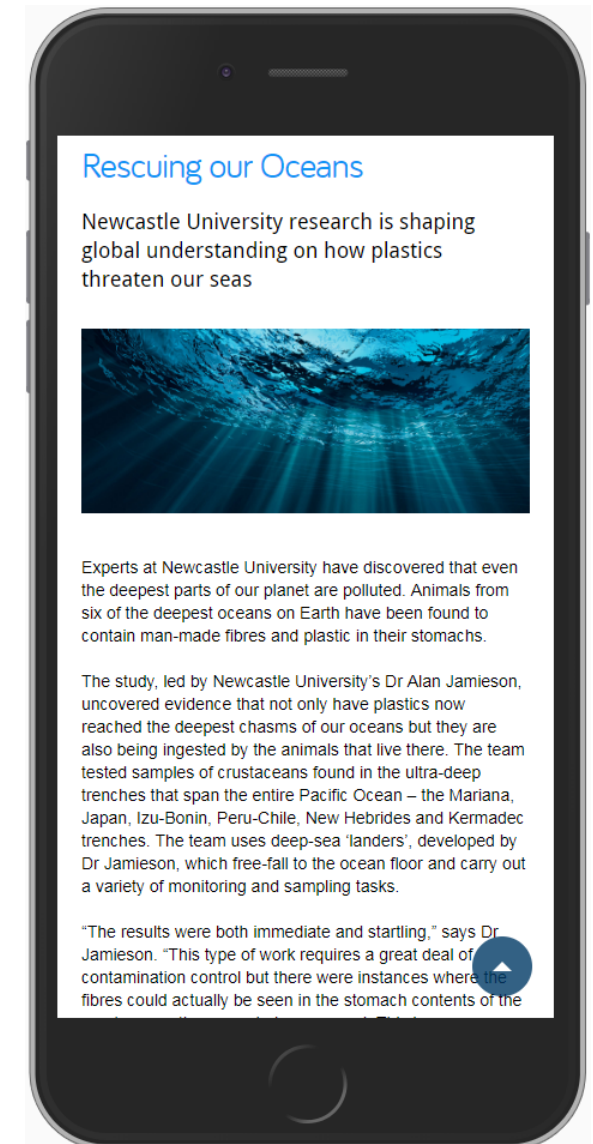 Rescuing our Oceans
Newcastle University research is shaping
global understanding on how plastics
threaten our seas
Experts at Newcastle University have discovered that even
the deepest parts of our planet are polluted. Animals from
six of the deepest oceans on Earth have been found to
contain man-made fibres and plastic in their stomachs.
The study, led by Newcastle University’s Dr Alan Jamieson,
uncovered evidence that not only have plastics now
reached the deepest chasms of our oceans but they are
also being ingested by the animals that live there. The team
tested samples of crustaceans found in the ultra-deep
trenches that span the entire Pacific Ocean – the Mariana,
Japan, Izu-Bonin, Peru-Chile, New Hebrides and Kermadec
trenches. The team uses deep-sea ‘landers’, developed by
Dr Jamieson, which free-fall to the ocean floor and carry out
a variety of monitoring and sampling tasks.
“The results were both immediate and startling,” says Dr
Jamieson. “This type of work requires a great deal of
contamination control but there were instances where the
fibres could actually be seen in the stomach contents of the